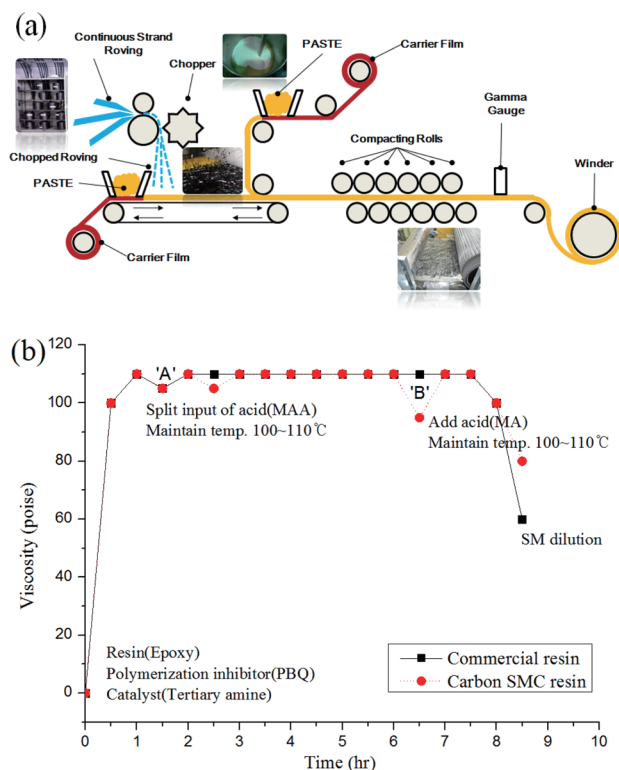 (a)
Continuous Strand
Roving
Chopper
PASTE
Carrier Film
Gamma
Gauge
Compacting Rolls
Chopped Roving
PASTE
Winder
Carrier Film
(b)
120
100
80
60
40
20
0
Viscosity (poise)
'A'
Split input of acid(MAA)
Maintain temp. 100~110℃
'B'
Add acid(MA)
Maintain temp. 100~110℃
SM dilution
Resin(Epoxy)
Polymerization inhibitor(PBQ)
Catalyst(Tertiary amine)
Commercial resin
Carbon SMC resin
0 1 2 3 4 5 6 7 8 9 10
Time (hr)